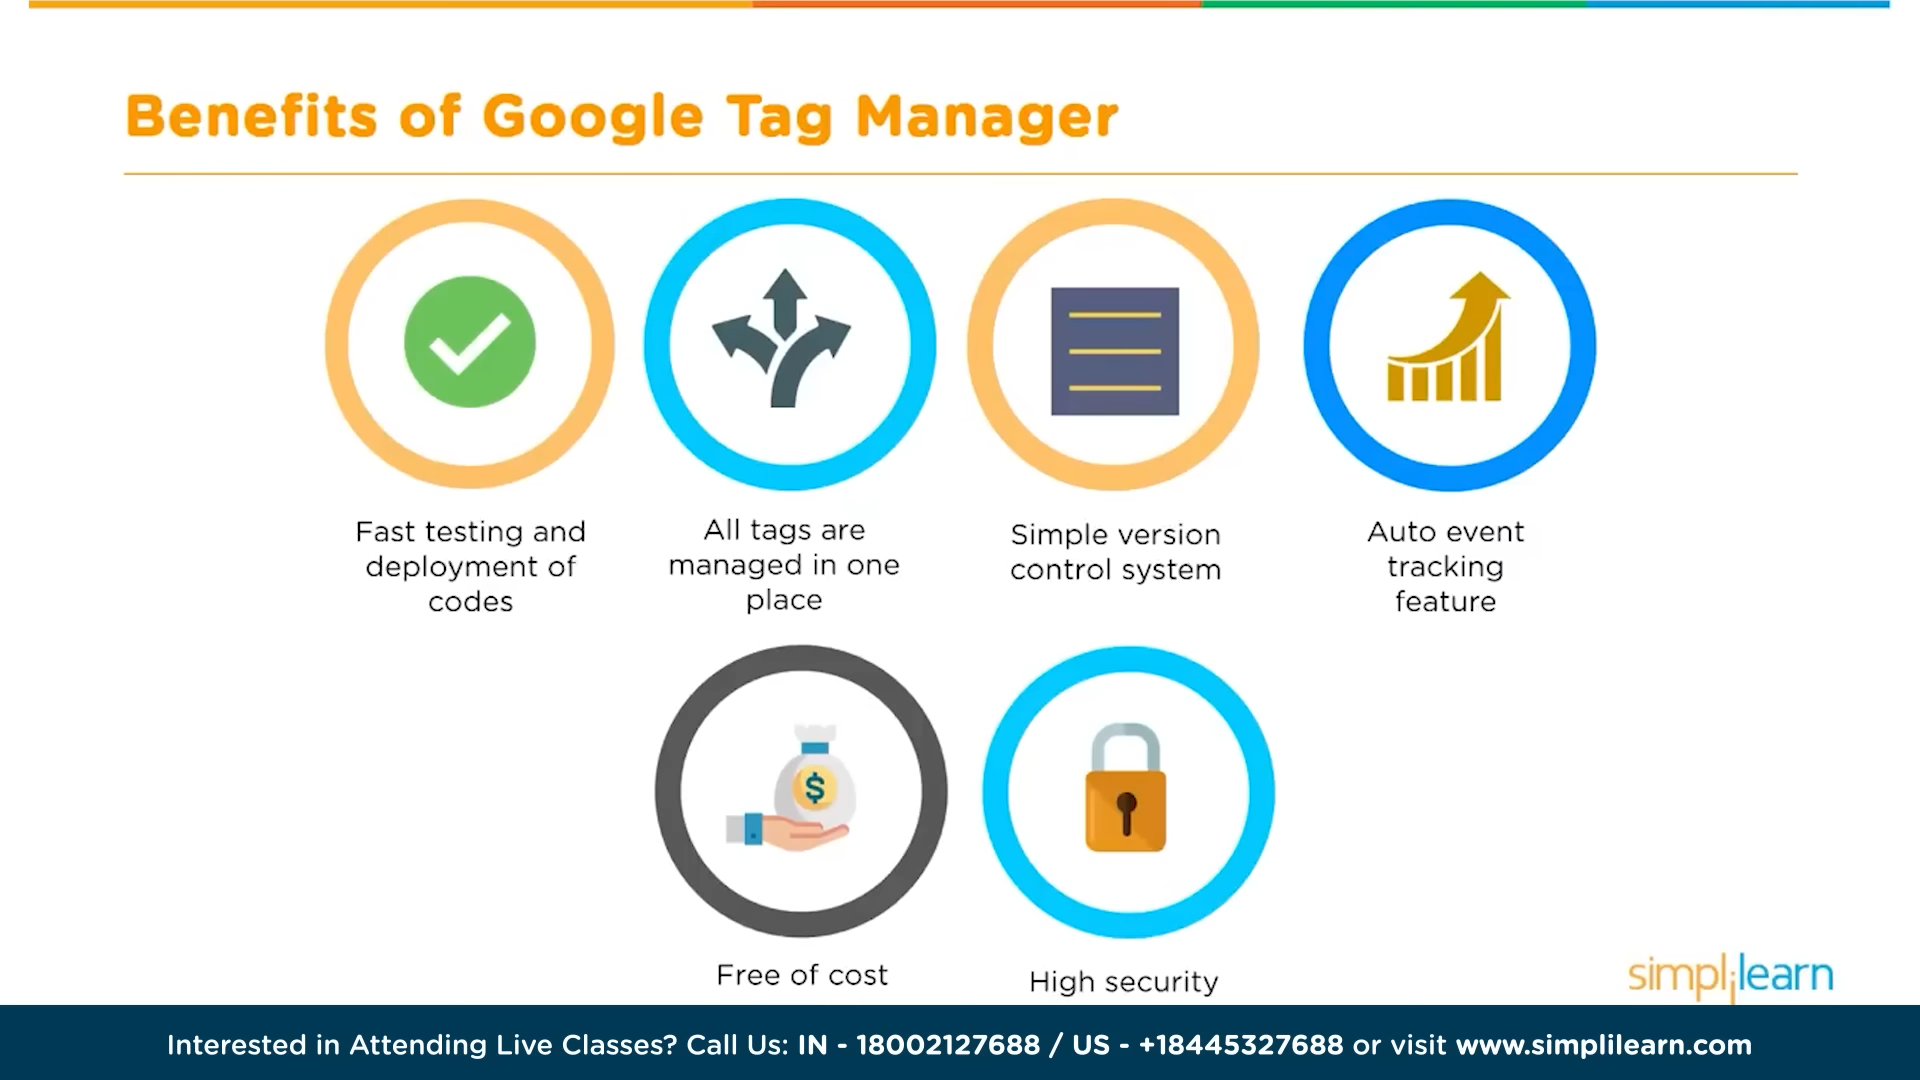 Benefits of Google Tag Manager
Fast testing and
deployment of
codes
All tags are
managed in one
place
Simple version
control system
Auto event
tracking
feature
$
Free of cost
High security
simplilearn
Interested in Attending Live Classes? Call Us: IN - 18002127688 / US - +18445327688 or visit www.simplilearn.com